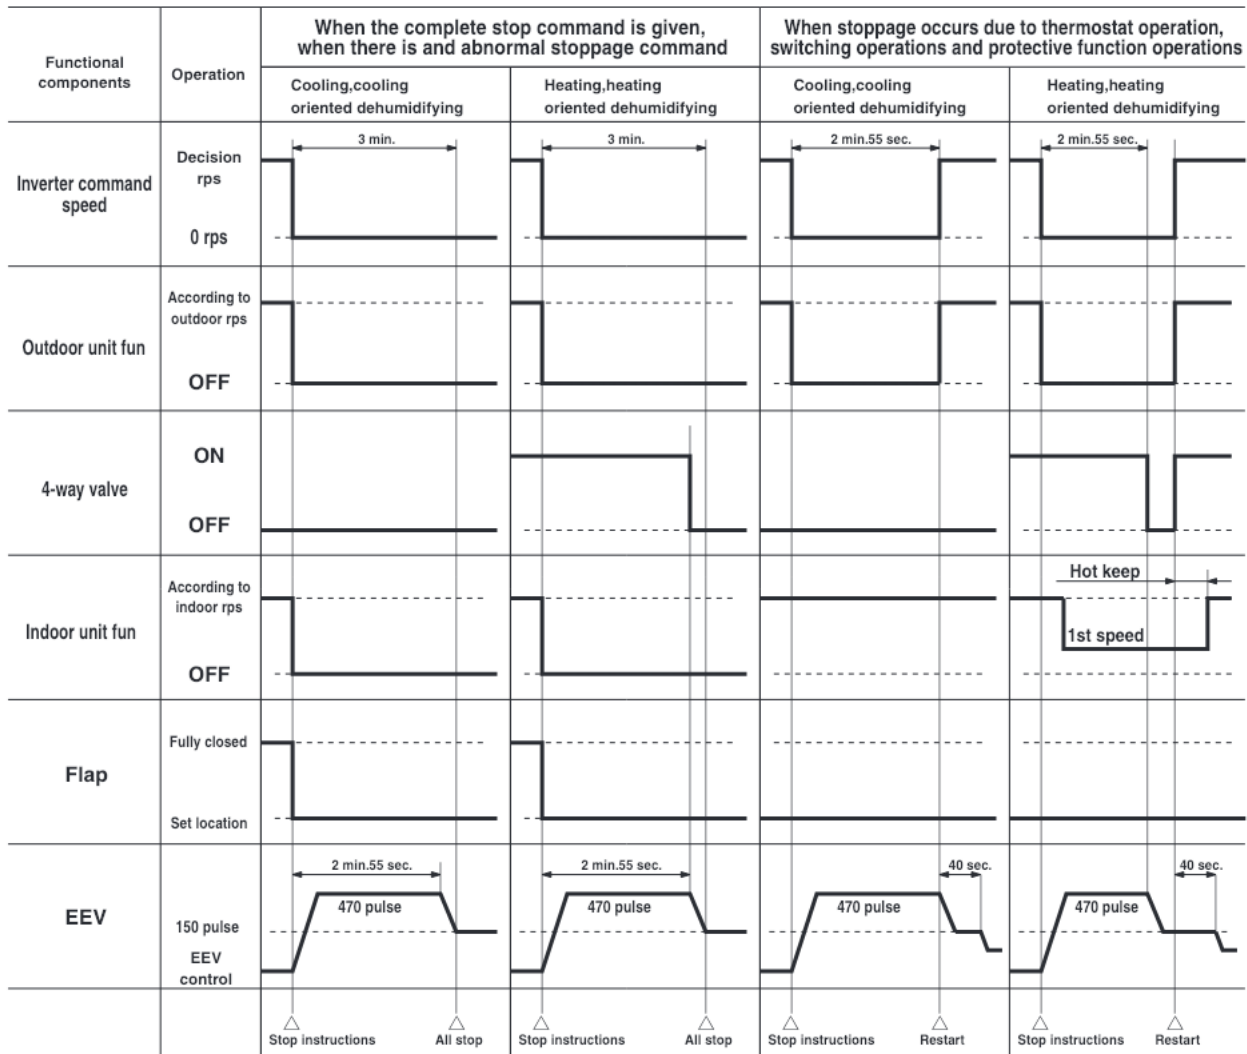 Functional
components
Operation
When the complete stop command is given,
when there is and abnormal stoppage command
When stoppage occurs due to thermostat operation,
switching operations and protective function operations
Cooling,cooling
oriented dehumidifying
Heating,heating
oriented dehumidifying
Cooling,cooling
oriented dehumidifying
Heating,heating
oriented dehumidifying
Inverter command
speed
Decision
rps
0 rps
3 min.
3 min.
2 min.55 sec.
2 min.55 sec.
Outdoor unit fun
According to
outdoor rps
OFF
4-way valve
ON
OFF
Indoor unit fun
According to
indoor rps
OFF
Hot keep
1st speed
Flap
Fully closed
Set location
EEV
150 pulse
EEV
control
2 min.55 sec.
470 pulse
2 min.55 sec.
470 pulse
40 sec.
470 pulse
40 sec.
470 pulse
Stop instructions
All stop
Stop instructions
All stop
Stop instructions
Restart
Stop instructions
Restart